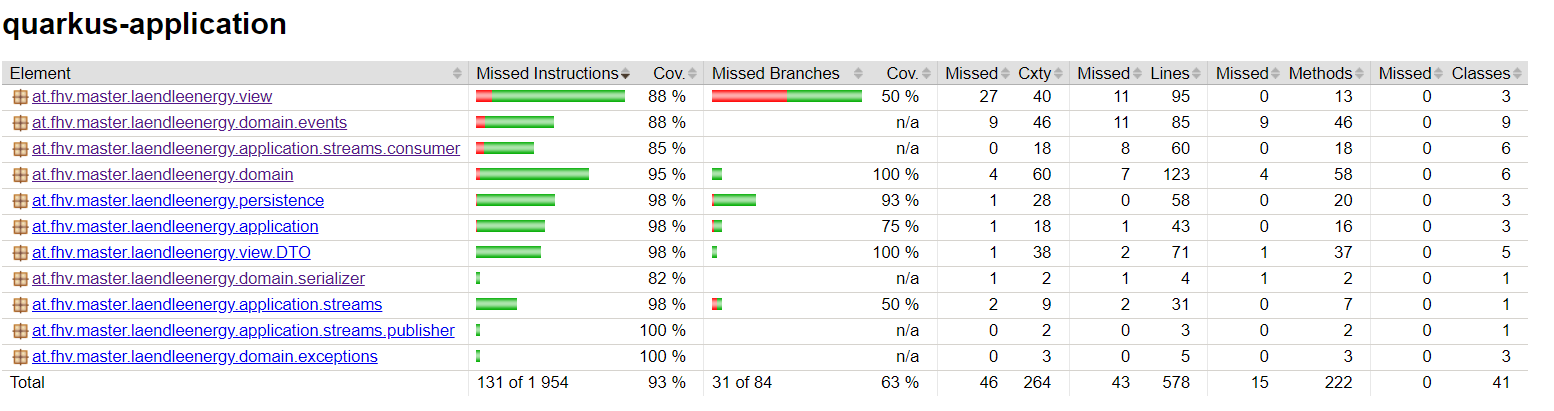 quarkus-application
Element Missed Instructions Cov. Missed Branches Cov. Missed Cxty Missed Lines Missed Methods Missed Classes
at.fhv.master.laendleenergy.view 88 % 50 % 27 40 11 95 0 13 0 3
at.fhv.master.laendleenergy.domain.events 88 % n/a 9 46 11 85 9 46 0 9
at.fhv.master.laendleenergy.application.streams.consumer 85 % n/a 0 18 8 60 0 18 0 6
at.fhv.master.laendleenergy.domain 95 % 100 % 4 60 7 123 4 58 0 6
at.fhv.master.laendleenergy.persistence 98 % 93 % 1 28 0 58 0 20 0 3
at.fhv.master.laendleenergy.application 98 % 75 % 1 18 1 43 0 16 0 3
at.fhv.master.laendleenergy.view.DTO 98 % 100 % 1 38 2 71 1 37 0 5
at.fhv.master.laendleenergy.domain.serializer 82 % n/a 1 2 1 4 1 2 0 1
at.fhv.master.laendleenergy.application.streams 98 % 50 % 2 9 2 31 0 7 0 1
at.fhv.master.laendleenergy.application.streams.publisher 100 % n/a 0 2 0 3 0 2 0 1
at.fhv.master.laendleenergy.domain.exceptions 100 % n/a 0 3 0 5 0 3 0 3
Total 131 of 1 954 93 % 31 of 84 63 % 46 264 43 578 15 222 0 41